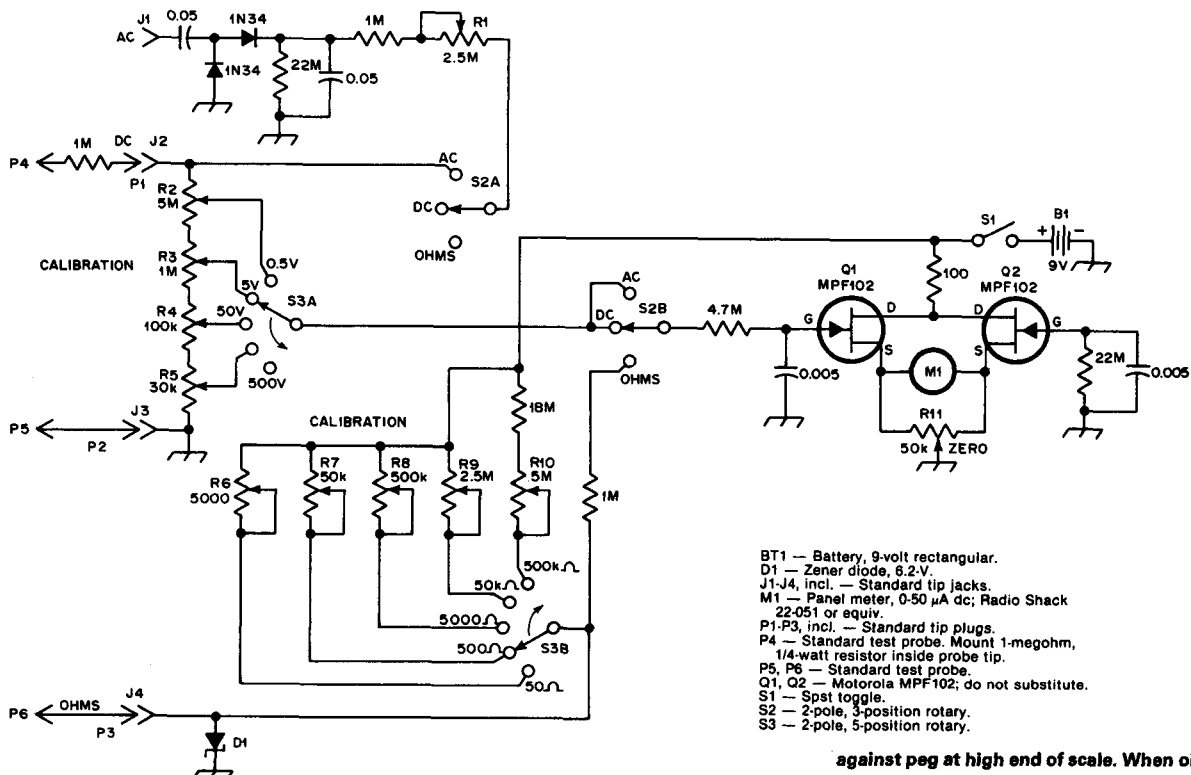 J1
AC
0.05
1N34
1N34
22M
0.05
1M
R1
2.5M
P4
1M
DC
J2
P1
AC
S2A
DC
OHMS
R2
5M
R3
1M
R4
100k
R5
30k
CALIBRATION
0.5V
5V
50V
500V
S3A
P5
P2
J3
AC
DC
S2B
OHMS
4.7M
0.005
G
Q1
MPF102
D
S
100
S1
+
B1
-
9V
Q2
MPF102
D
S
G
M1
22M
0.005
R11
50k
ZERO
CALIBRATION
18M
R6
5000
R7
50k
R8
500k
R9
2.5M
R10
.5M
1M
500kΩ
50kΩ
5000Ω
500Ω
50Ω
S3B
P6
OHMS
J4
P3
D1
BT1 — Battery, 9-volt rectangular.
D1 — Zener diode, 6.2-V.
J1-J4, incl. — Standard tip jacks.
M1 — Panel meter, 0-50 µA dc; Radio Shack
22-051 or equiv.
P1-P3, incl. — Standard tip plugs.
P4 — Standard test probe. Mount 1-megohm,
1/4-watt resistor inside probe tip.
P5, P6 — Standard test probe.
Q1, Q2 — Motorola MPF102; do not substitute.
S1 — Spst toggle.
S2 — 2-pole, 3-position rotary.
S3 — 2-pole, 5-position rotary.
against peg at high end of scale. When